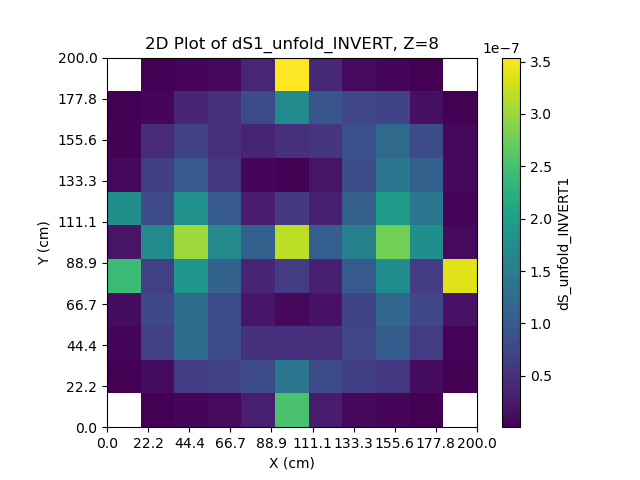 2D Plot of dS1_unfold_INVERT, Z=8
1e−7
200.0
177.8
155.6
133.3
111.1
88.9
66.7
44.4
22.2
0.0
Y (cm)
0.0 22.2 44.4 66.7 88.9 111.1 133.3 155.6 177.8 200.0
X (cm)
3.5
3.0
2.5
2.0
1.5
1.0
0.5
dS_unfold_INVERT1